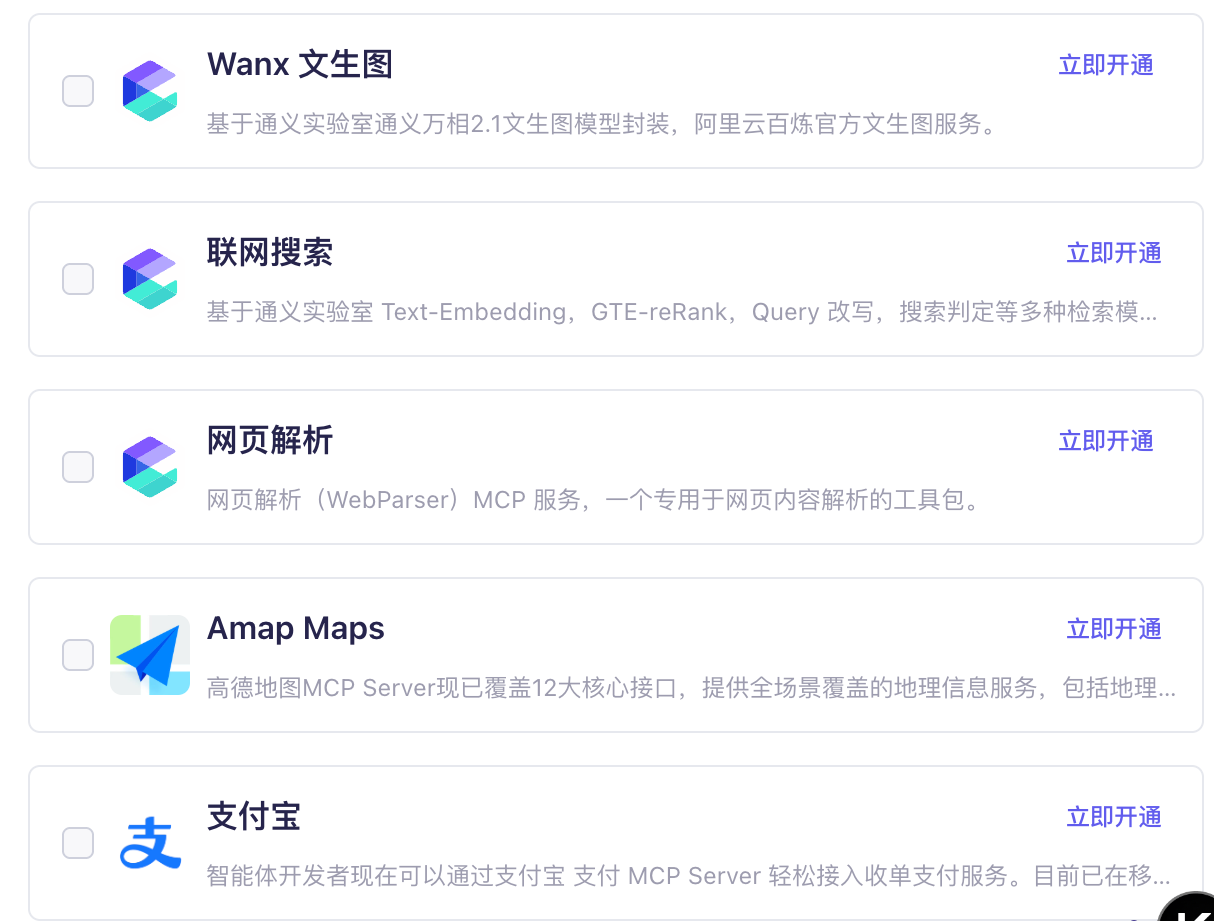 Wanx 文生图
立即开通
基于通义实验室通义万相2.1文生图模型封装，阿里云百炼官方文生图服务。
联网搜索
立即开通
基于通义实验室 Text-Embedding，GTE-reRank，Query 改写，搜索判定等多种检索模...
网页解析
立即开通
网页解析（WebParser）MCP 服务，一个专用于网页内容解析的工具包。
Amap Maps
立即开通
高德地图MCP Server现已覆盖12大核心接口，提供全场景覆盖的地理信息服务，包括地理...
支付宝
立即开通
支
智能体开发者现在可以通过支付宝 支付 MCP Server 轻松接入收单支付服务。目前已在移...